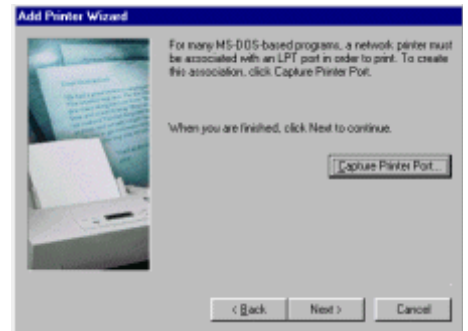 Add Printer Wizard
For many MS-DOS-based programs, a network printer must
be associated with an LPT port in order to print. To create
this association, click Capture Printer Port.
When you are finished, click Next to continue.
Capture Printer Port...
< Back
Next >
Cancel